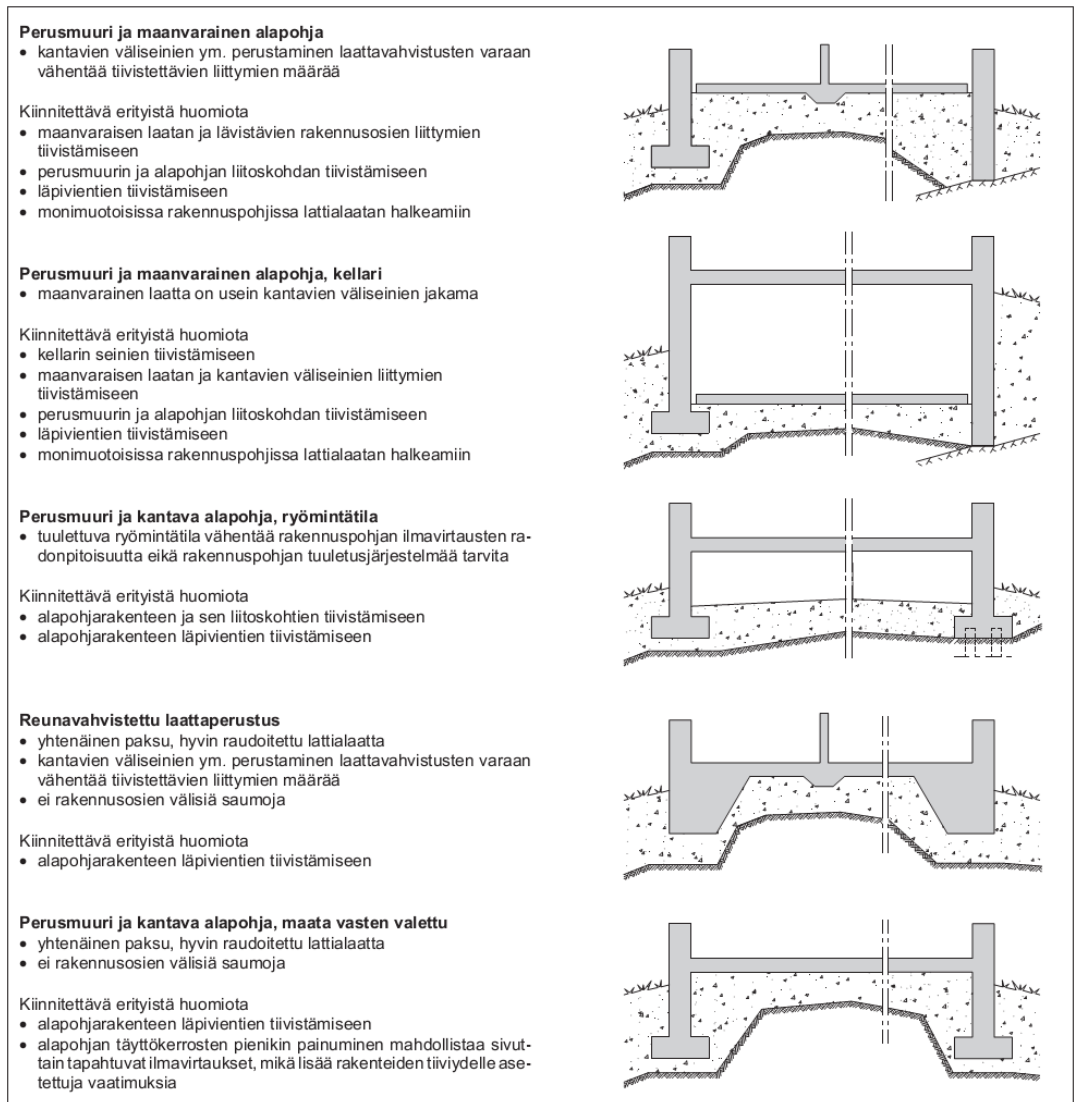 Perusmuuri ja maanvarainen alapohja
• kantavien väliseinien ym. perustaminen laattavahvistusten varaan
vähentää tiivistettävien liittymien määrää
Kiinnitettävä erityistä huomiota
• maanvaraisen laatan ja lävistävien rakennusosien liittymien
tiivistämiseen
• perusmuurin ja alapohjan liitoskohdan tiivistämiseen
• läpivientien tiivistämiseen
• monimuotoisissa rakennuspohjissa lattialaatan halkeamiin
Perusmuuri ja maanvarainen alapohja, kellari
• maanvarainen laatta on usein kantavien väliseinien jakama
Kiinnitettävä erityistä huomiota
• kellarin seinien tiivistämiseen
• maanvaraisen laatan ja kantavien väliseinien liittymien
tiivistämiseen
• perusmuurin ja alapohjan liitoskohdan tiivistämiseen
• läpivientien tiivistämiseen
• monimuotoisissa rakennuspohjissa lattialaatan halkeamiin
Perusmuuri ja kantava alapohja, ryömintätila
• tuulettuva ryömintätila vähentää rakennuspohjan ilmavirtausten ra-
donpitoisuutta eikä rakennuspohjan tuuletusjärjestelmää tarvita
Kiinnitettävä erityistä huomiota
• alapohjarakenteen ja sen liitoskohtien tiivistämiseen
• alapohjarakenteen läpivientien tiivistämiseen
Reunavahvistettu laattaperustus
• yhtenäinen paksu, hyvin raudoitettu lattialaatta
• kantavien väliseinien ym. perustaminen laattavahvistusten varaan
vähentää tiivistettävien liittymien määrää
• ei rakennusosien välisiä saumoja
Kiinnitettävä erityistä huomiota
• alapohjarakenteen läpivientien tiivistämiseen
Perusmuuri ja kantava alapohja, maata vasten valettu
• yhtenäinen paksu, hyvin raudoitettu lattialaatta
• ei rakennusosien välisiä saumoja
Kiinnitettävä erityistä huomiota
• alapohjarakenteen läpivientien tiivistämiseen
• alapohjan täyttökerrosten pienikin painuminen mahdollistaa sivut-
tain tapahtuvat ilmavirtaukset, mikä lisää rakenteiden tiiviydelle ase-
tettuja vaatimuksia